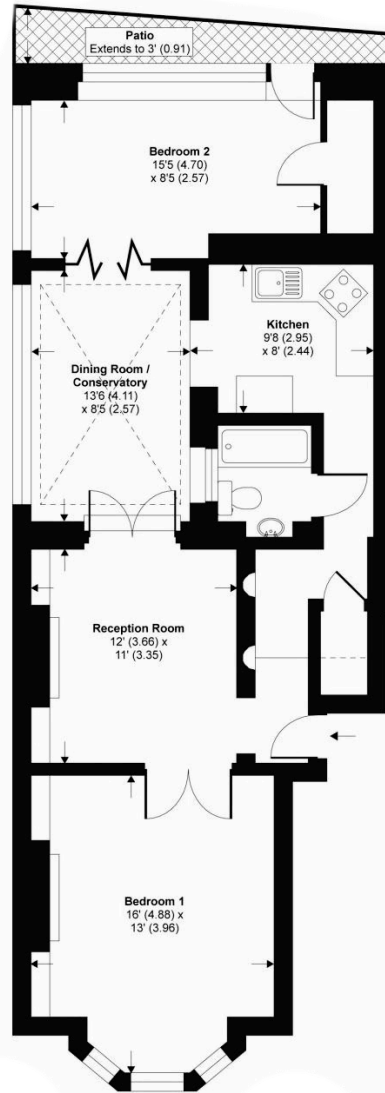 Patio
Extends to 3' (0.91)
Bedroom 2
15'5 (4.70)
x 8'5 (2.57)
Kitchen
9'8 (2.95)
x 8' (2.44)
Dining Room /
Conservatory
13'6 (4.11)
x 8'5 (2.57)
Reception Room
12' (3.66) x
11' (3.35)
Bedroom 1
16' (4.88) x
13' (3.96)